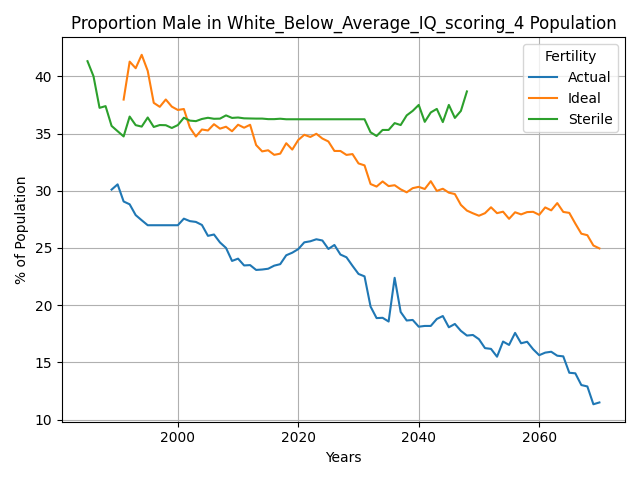 Proportion Male in White_Below_Average_IQ_scoring_4 Population
Fertility
Actual
Ideal
Sterile
% of Population
40
35
30
25
20
15
10
2000
2020
2040
2060
Years